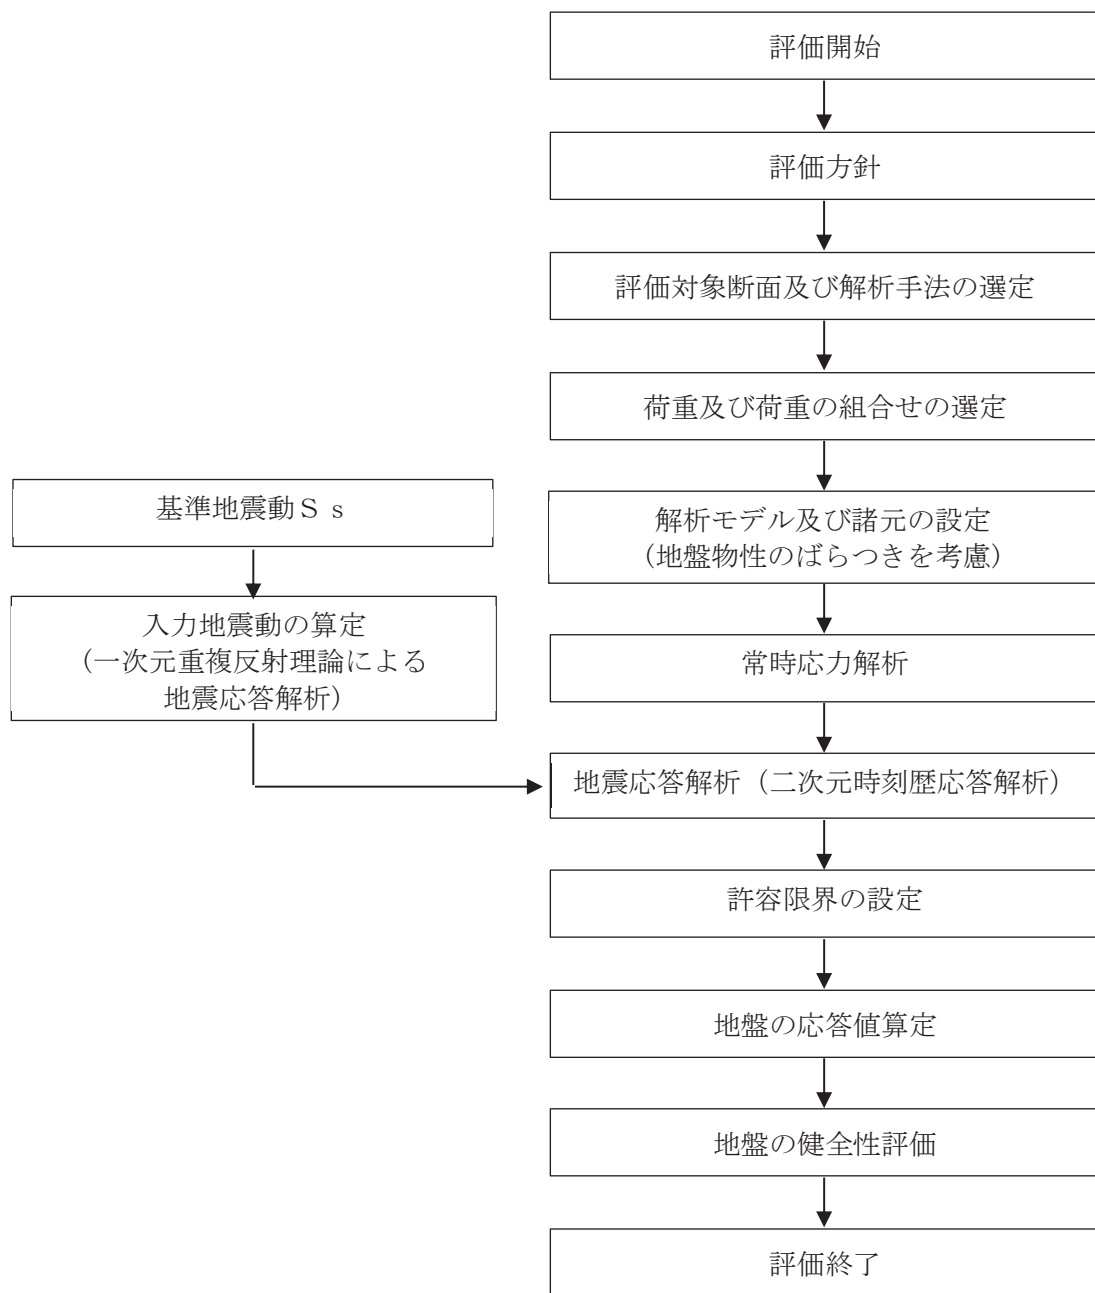 評価開始
評価方針
評価対象断面及び解析手法の選定
荷重及び荷重の組合せの選定
基準地震動Ｓｓ
解析モデル及び諸元の設定
（地盤物性のばらつきを考慮）
入力地震動の算定
（一次元重複反射理論による
地震応答解析）
常時応力解析
地震応答解析（二次元時刻歴応答解析）
許容限界の設定
地盤の応答値算定
地盤の健全性評価
評価終了